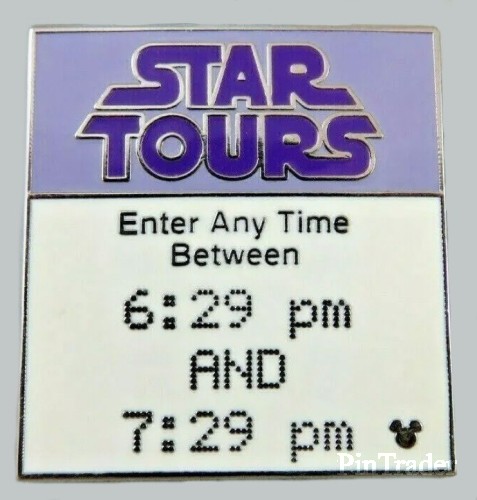 STAR
TOURS
Enter Any Time
Between
6:29 pm
AND
7:29 pm
PinTrader